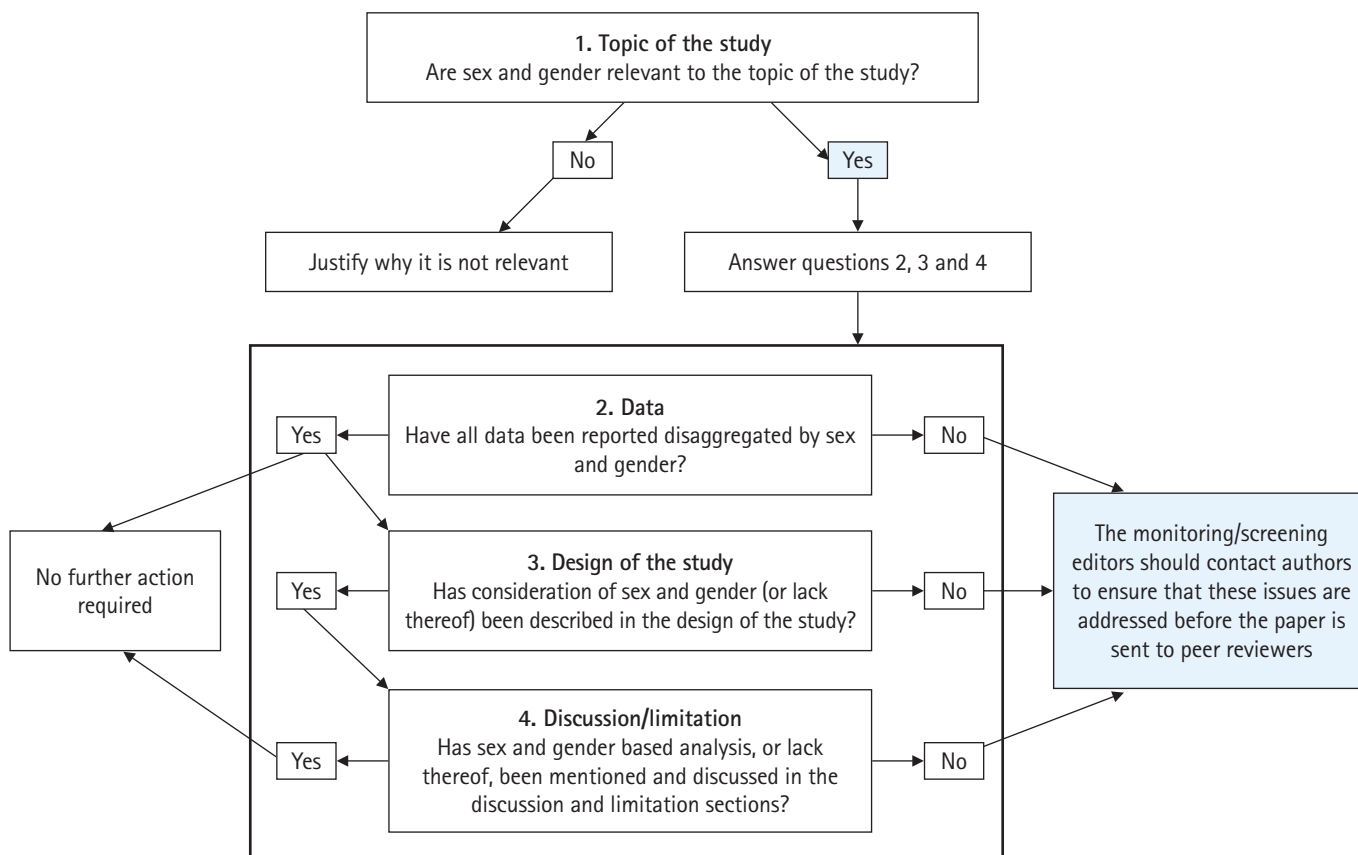 1. Topic of the study
Are sex and gender relevant to the topic of the study?
No
Yes
Justify why it is not relevant
Answer questions 2, 3 and 4
2. Data
Have all data been reported disaggregated by sex
and gender?
Yes
No
3. Design of the study
Has consideration of sex and gender (or lack
thereof) been described in the design of the study?
Yes
No
4. Discussion/limitation
Has sex and gender based analysis, or lack
thereof, been mentioned and discussed in the
discussion and limitation sections?
Yes
No
No further action
required
The monitoring/screening
editors should contact authors
to ensure that these issues are
addressed before the paper is
sent to peer reviewers